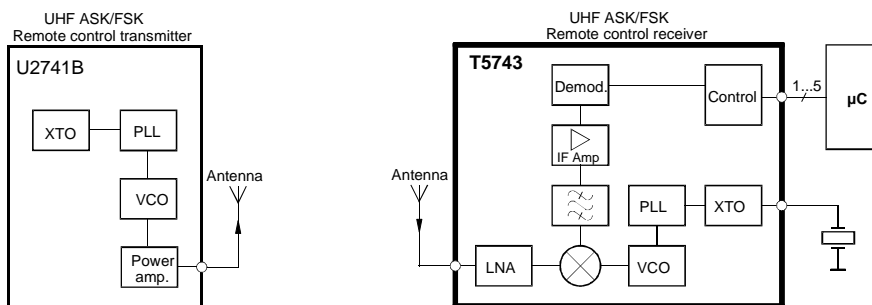 UHF ASK/FSK
Remote control transmitter
U2741B
XTO
PLL
VCO
Power
amp.
Antenna
UHF ASK/FSK
Remote control receiver
T5743
Demod.
Control
1...5
µC
IF Amp
Antenna
PLL
XTO
LNA
VCO